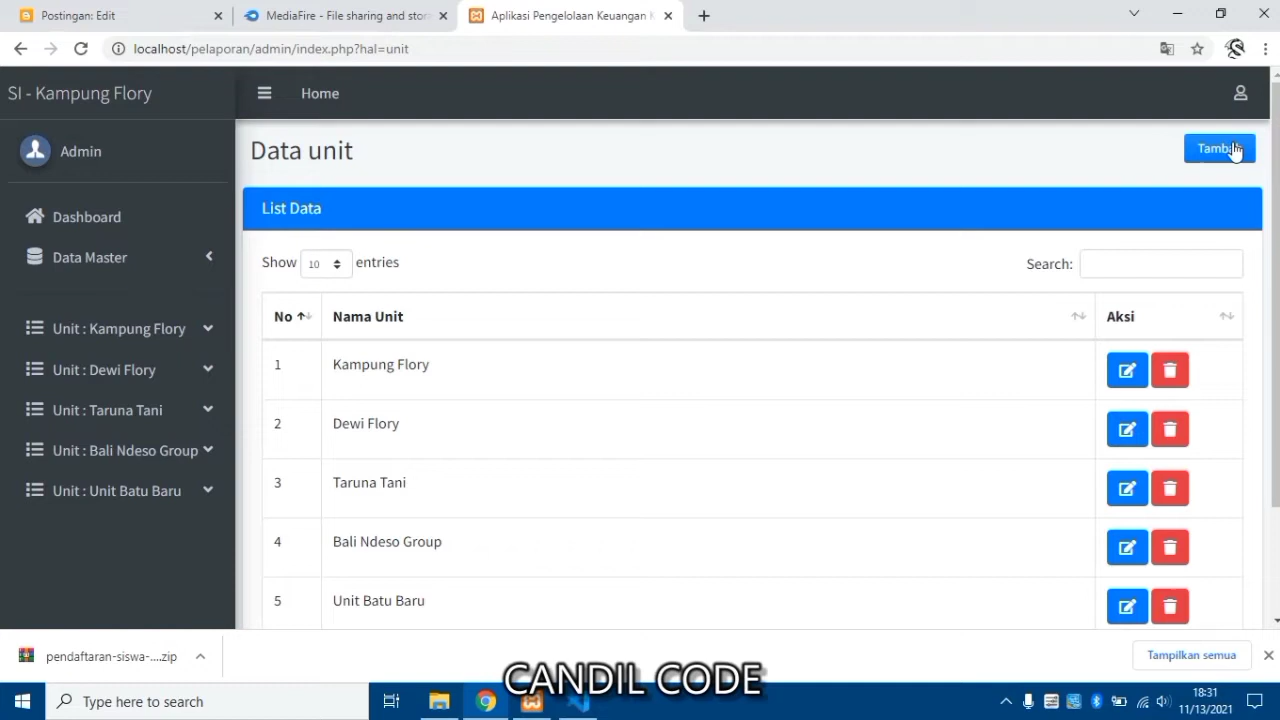 Postingan: Edit
MediaFire - File sharing and stor
Aplikasi Pengelolaan Keuangan K
localhost/pelaporan/admin/index.php?hal=unit
SI - Kampung Flory
Home
Admin
Data unit
Tambah
Dashboard
Data Master
Unit : Kampung Flory
Unit : Dewi Flory
Unit : Taruna Tani
Unit : Bali Ndeso Group
Unit : Unit Batu Baru
List Data
Show 10 entries
Search:
No Nama Unit Aksi
1 Kampung Flory
2 Dewi Flory
3 Taruna Tani
4 Bali Ndeso Group
5 Unit Batu Baru
pendaftaran-siswa-....zip
Tampilkan semua
CANDIL CODE
Type here to search
18:31
11/13/2021